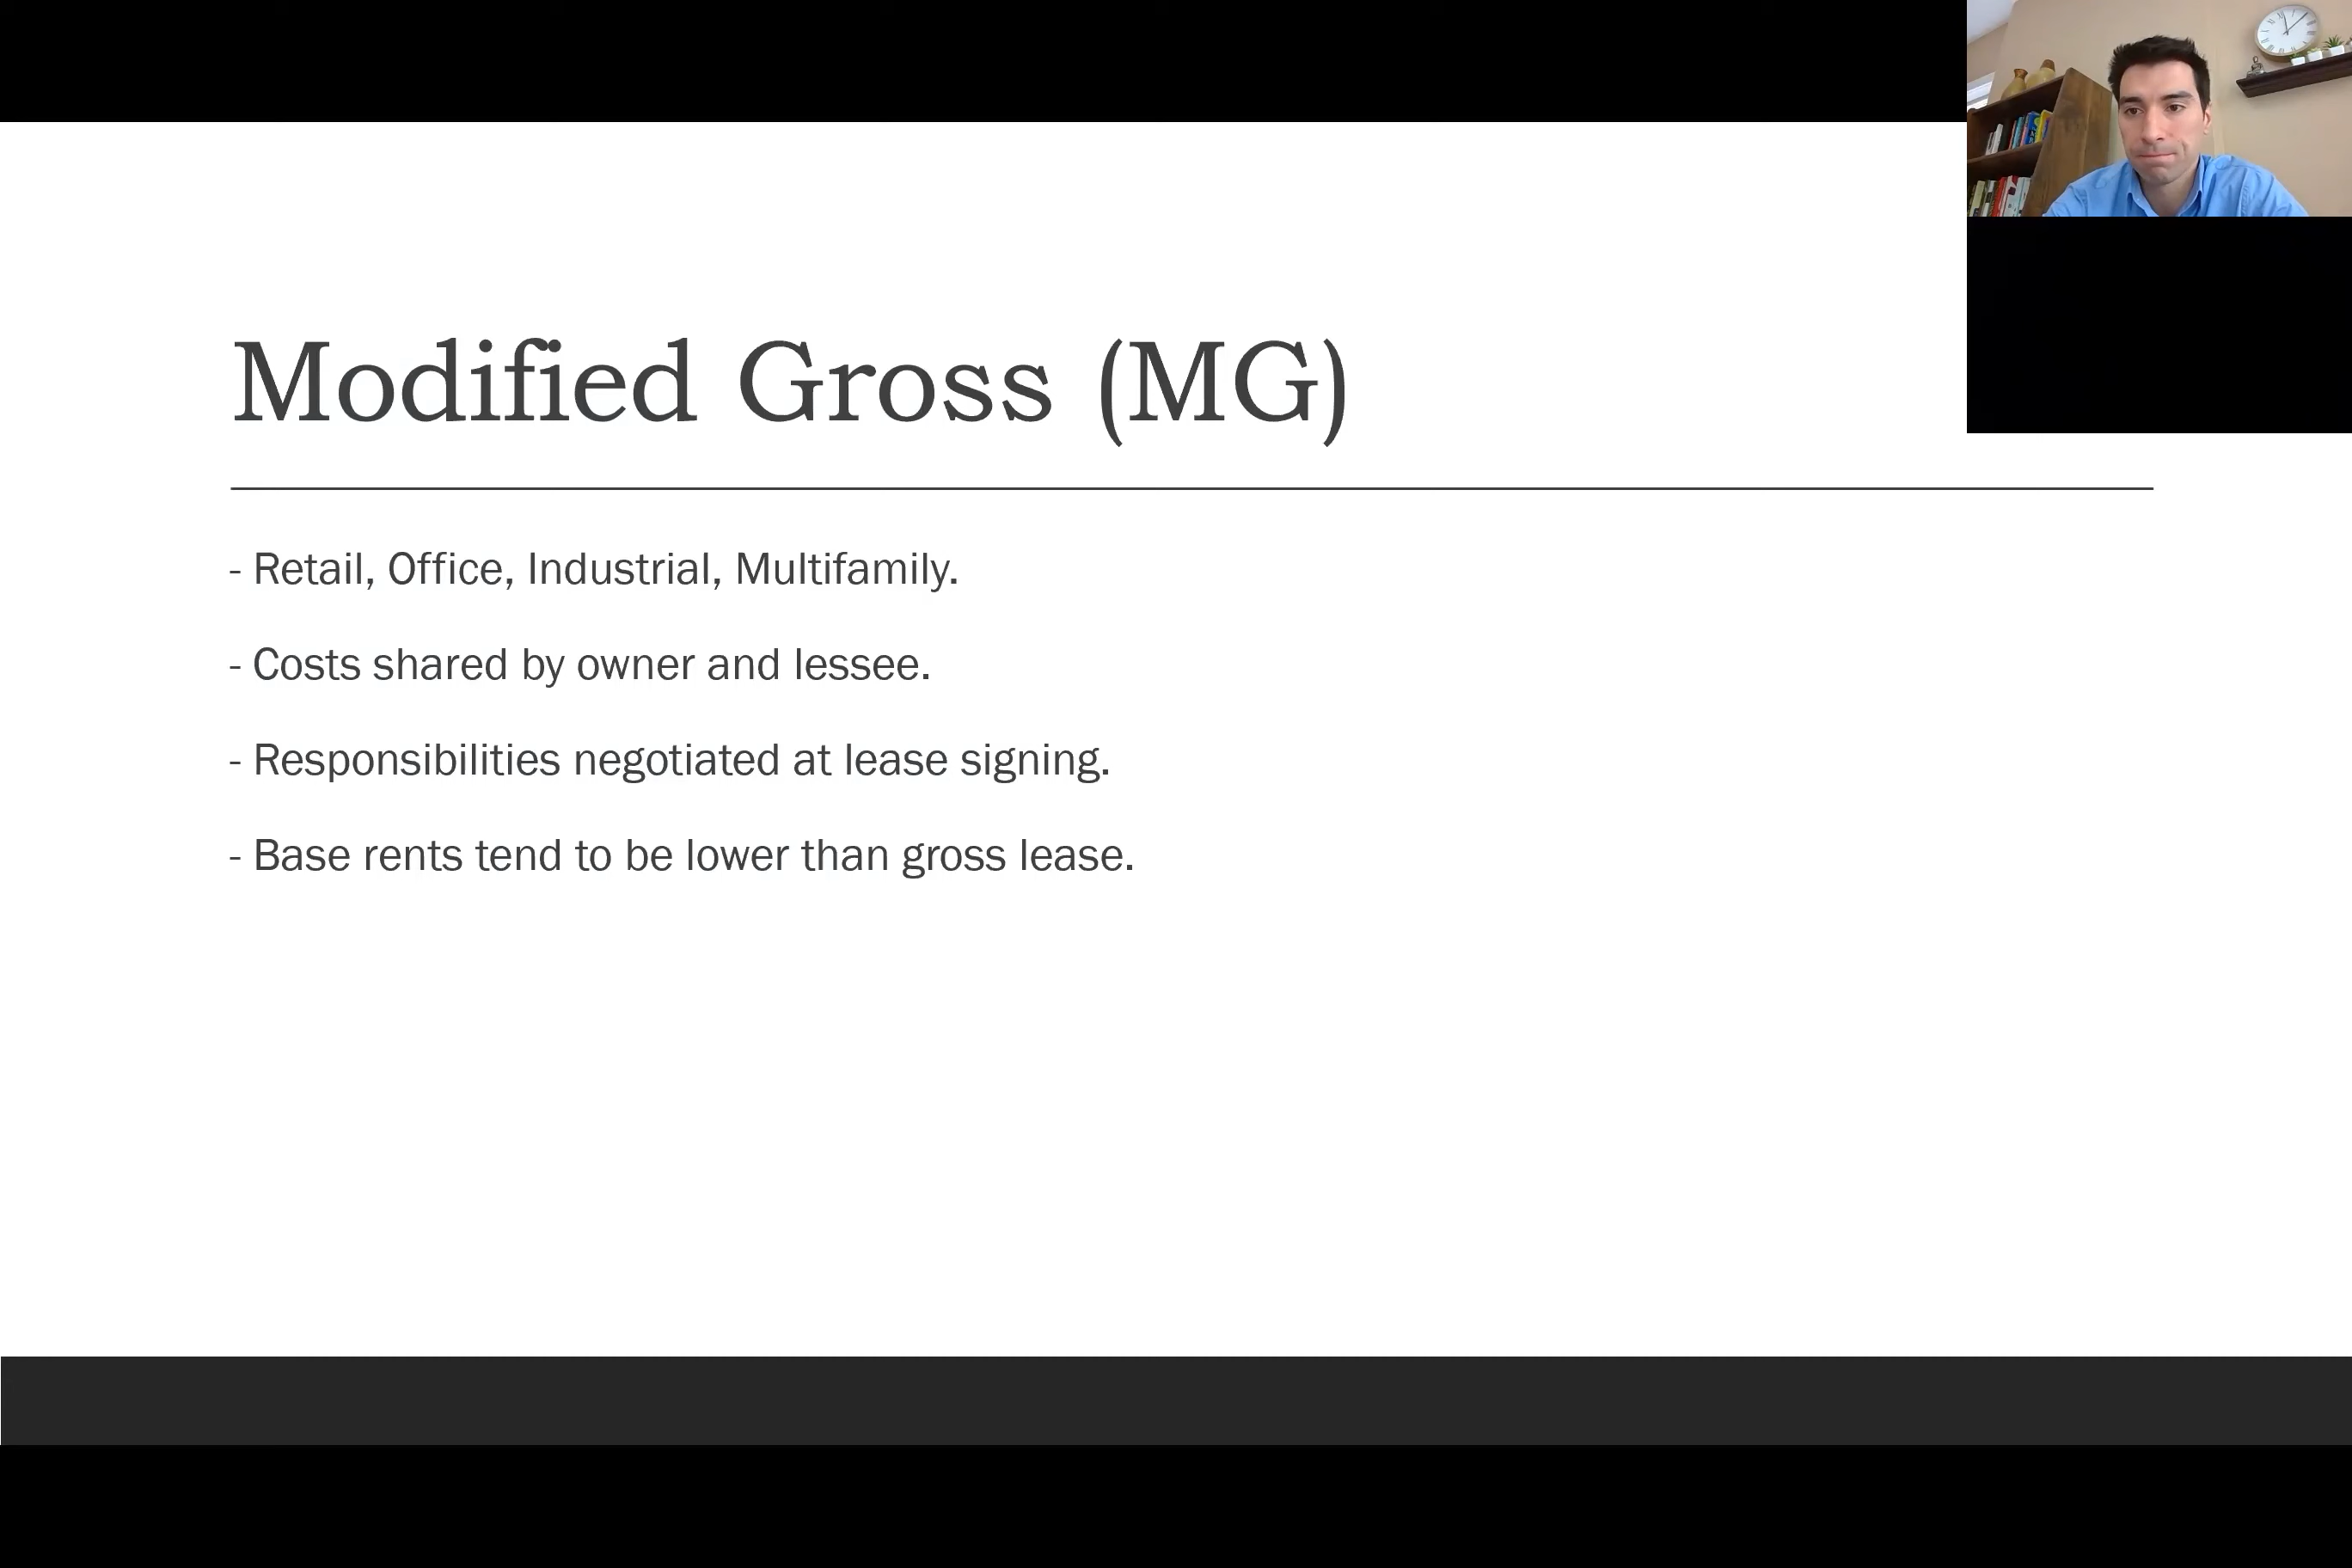 Modified Gross (MG)
- Retail, Office, Industrial, Multifamily.
- Costs shared by owner and lessee.
- Responsibilities negotiated at lease signing.
- Base rents tend to be lower than gross lease.